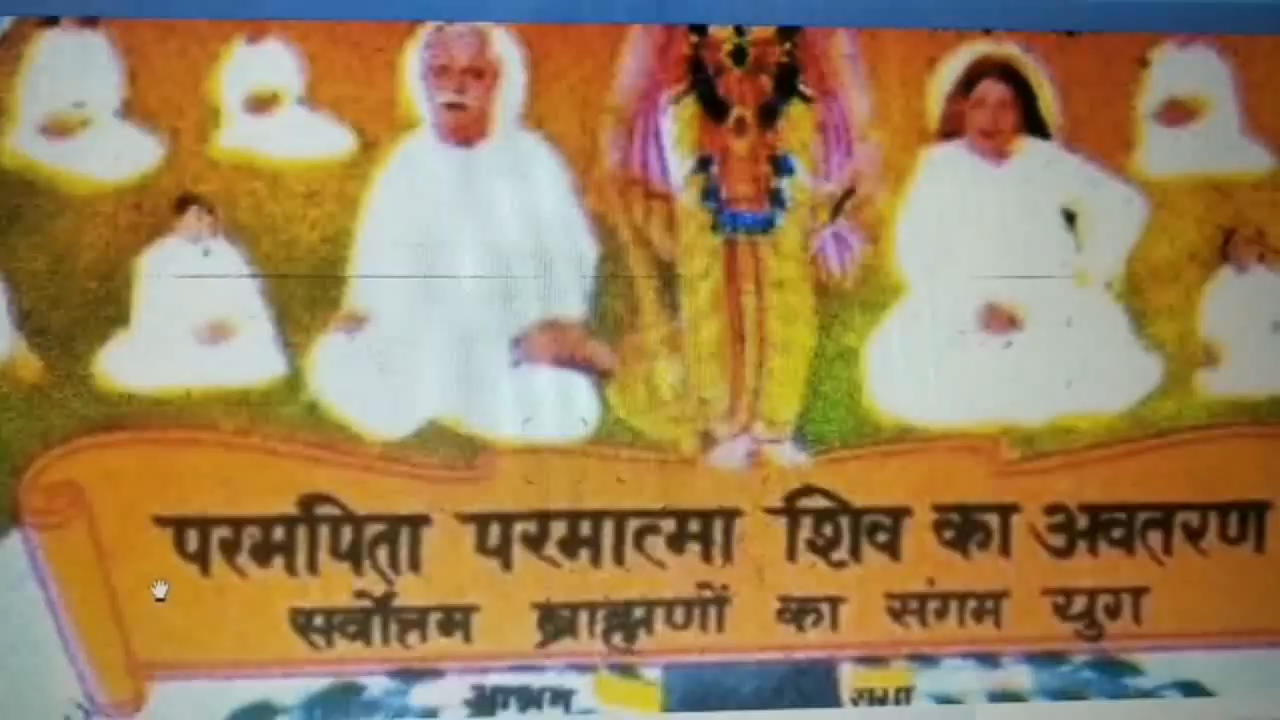 परमपिता परमात्मा शिव का अवतरण
सर्वोत्तम ब्राह्मणों का संगम युग